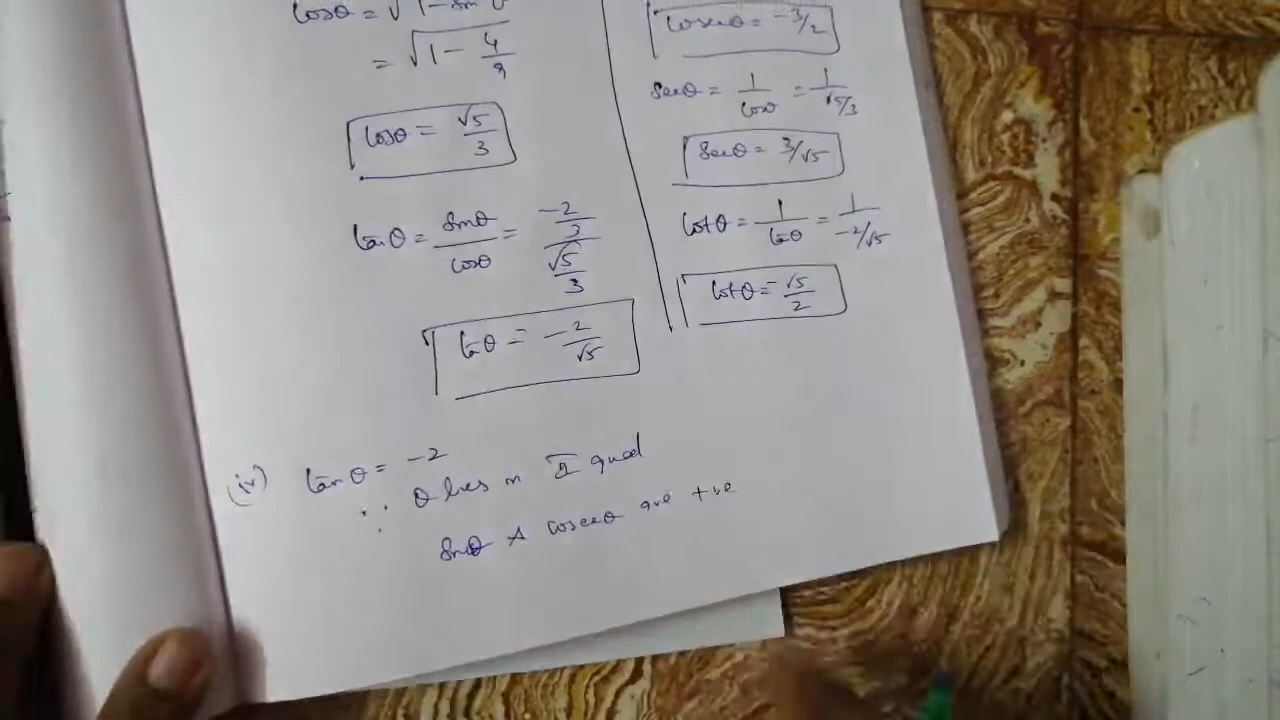 cosθ = √1-sin²θ
= √1 - 4/9
cosθ = √5/3
tanθ = sinθ/cosθ = -2/3 / √5/3
tanθ = -2/√5
cosecθ = -3/2
secθ = 1/cosθ = 1/√5/3
secθ = 3/√5
cotθ = 1/tanθ = 1/-2/√5
cotθ = -√5/2
(iv) tanθ = -2
∵ θ lies in II quad
sinθ & cosecθ are +ve